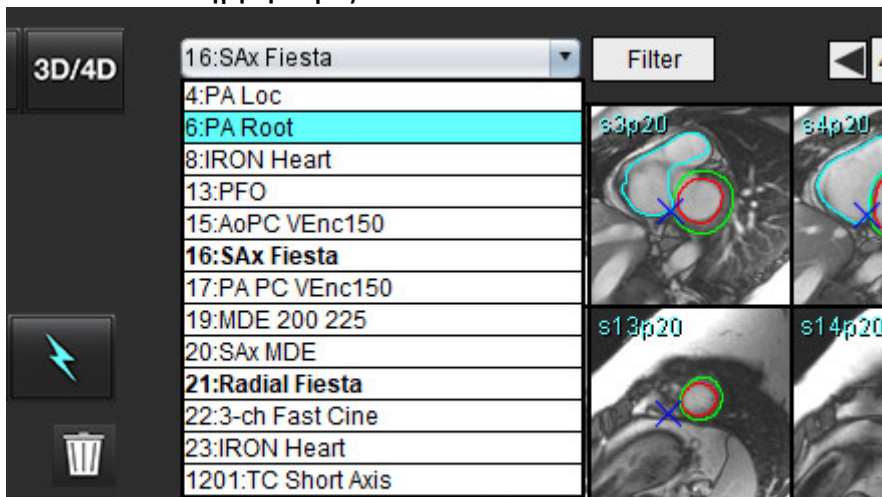 3D/4D
16:SAx Fiesta
Filter
4:PA Loc
6:PA Root
8:IRON Heart
13:PFO
15:AoPC VEnc150
16:SAx Fiesta
17:PA PC VEnc150
19:MDE 200 225
20:SAx MDE
21:Radial Fiesta
22:3-ch Fast Cine
23:IRON Heart
1201:TC Short Axis
s3p20
s4p20
s13p20
s14p20